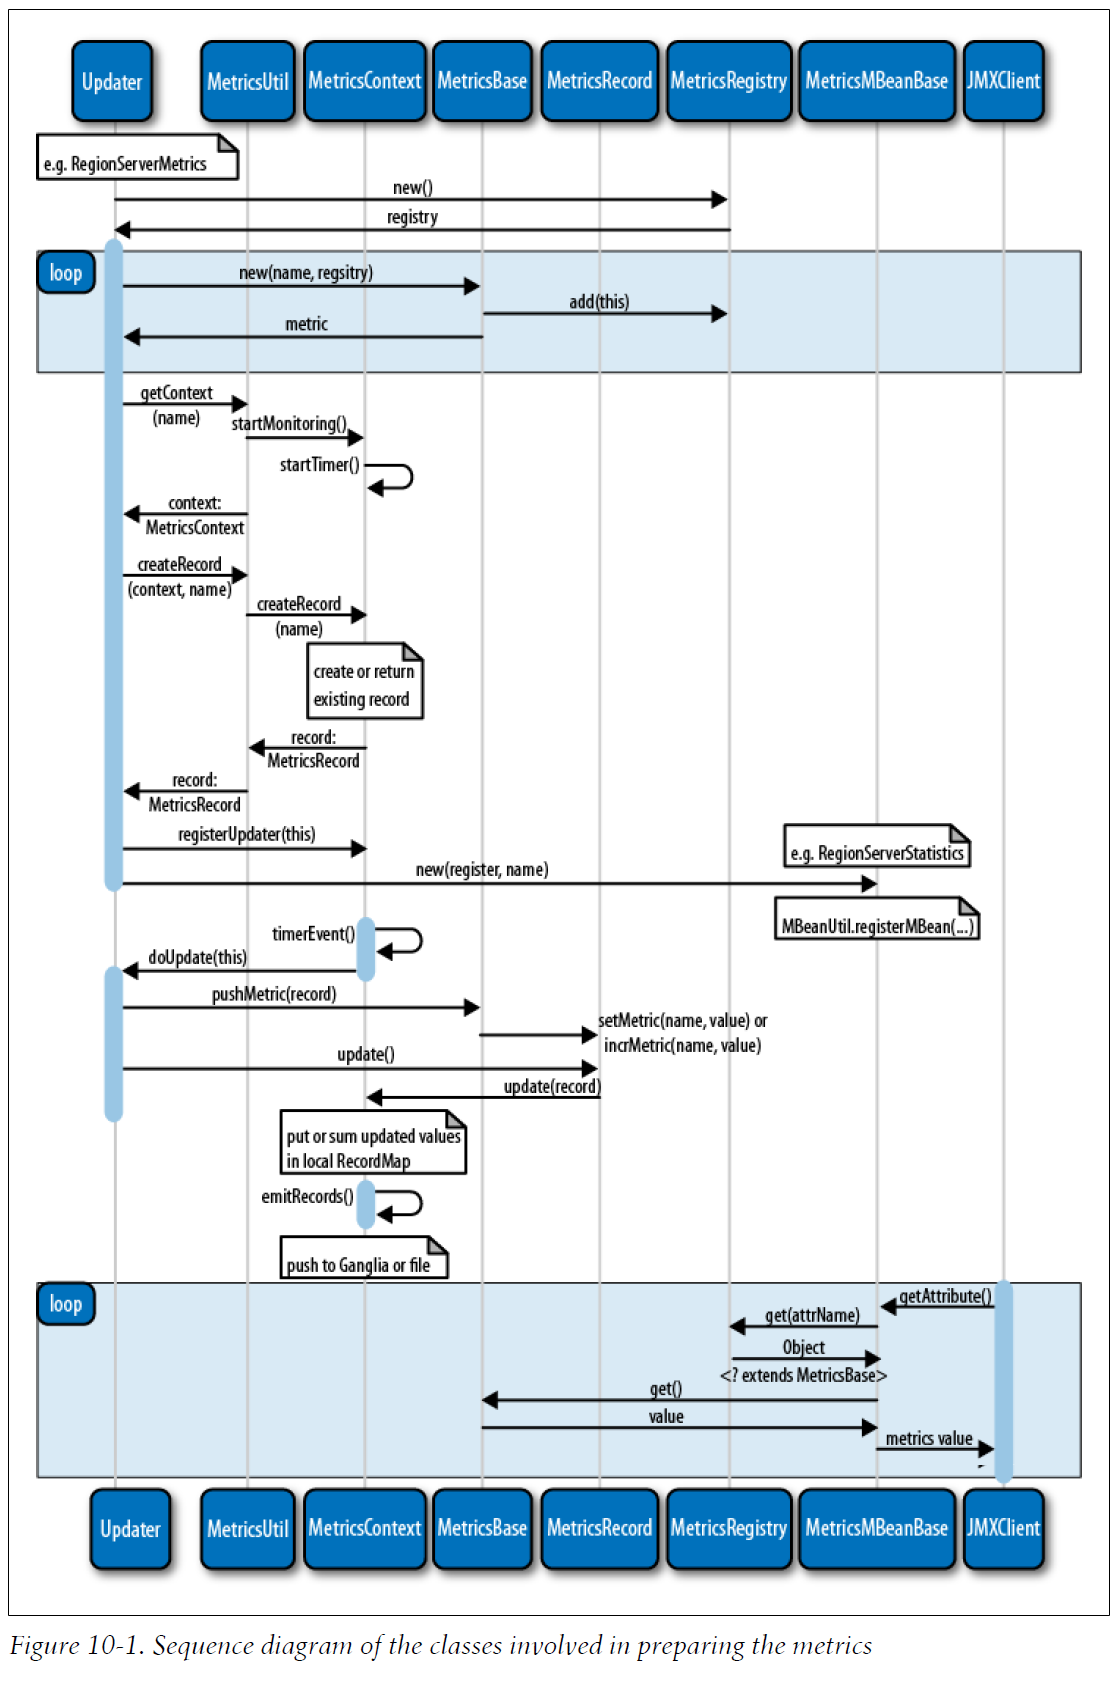 Updater
MetricsUtil
MetricsContext
MetricsBase
MetricsRecord
MetricsRegistry
MetricsMBeanBase
JMXClient
e.g. RegionServerMetrics
new()
registry
loop
new(name, regsitry)
add(this)
metric
getContext
(name)
startMonitoring()
startTimer()
context:
MetricsContext
createRecord
(context, name)
createRecord
(name)
create or return
existing record
record:
MetricsRecord
record:
MetricsRecord
registerUpdater(this)
e.g. RegionServerStatistics
new(register, name)
MBeanUtil.registerMBean(...)
timerEvent()
doUpdate(this)
pushMetric(record)
setMetric(name, value) or
incrMetric(name, value)
update()
update(record)
put or sum updated values
in local RecordMap
emitRecords()
push to Ganglia or file
loop
getAttribute()
get(attrName)
Object
<? extends MetricsBase>
get()
value
metrics value
Updater
MetricsUtil
MetricsContext
MetricsBase
MetricsRecord
MetricsRegistry
MetricsMBeanBase
JMXClient
Figure 10-1. Sequence diagram of the classes involved in preparing the metrics